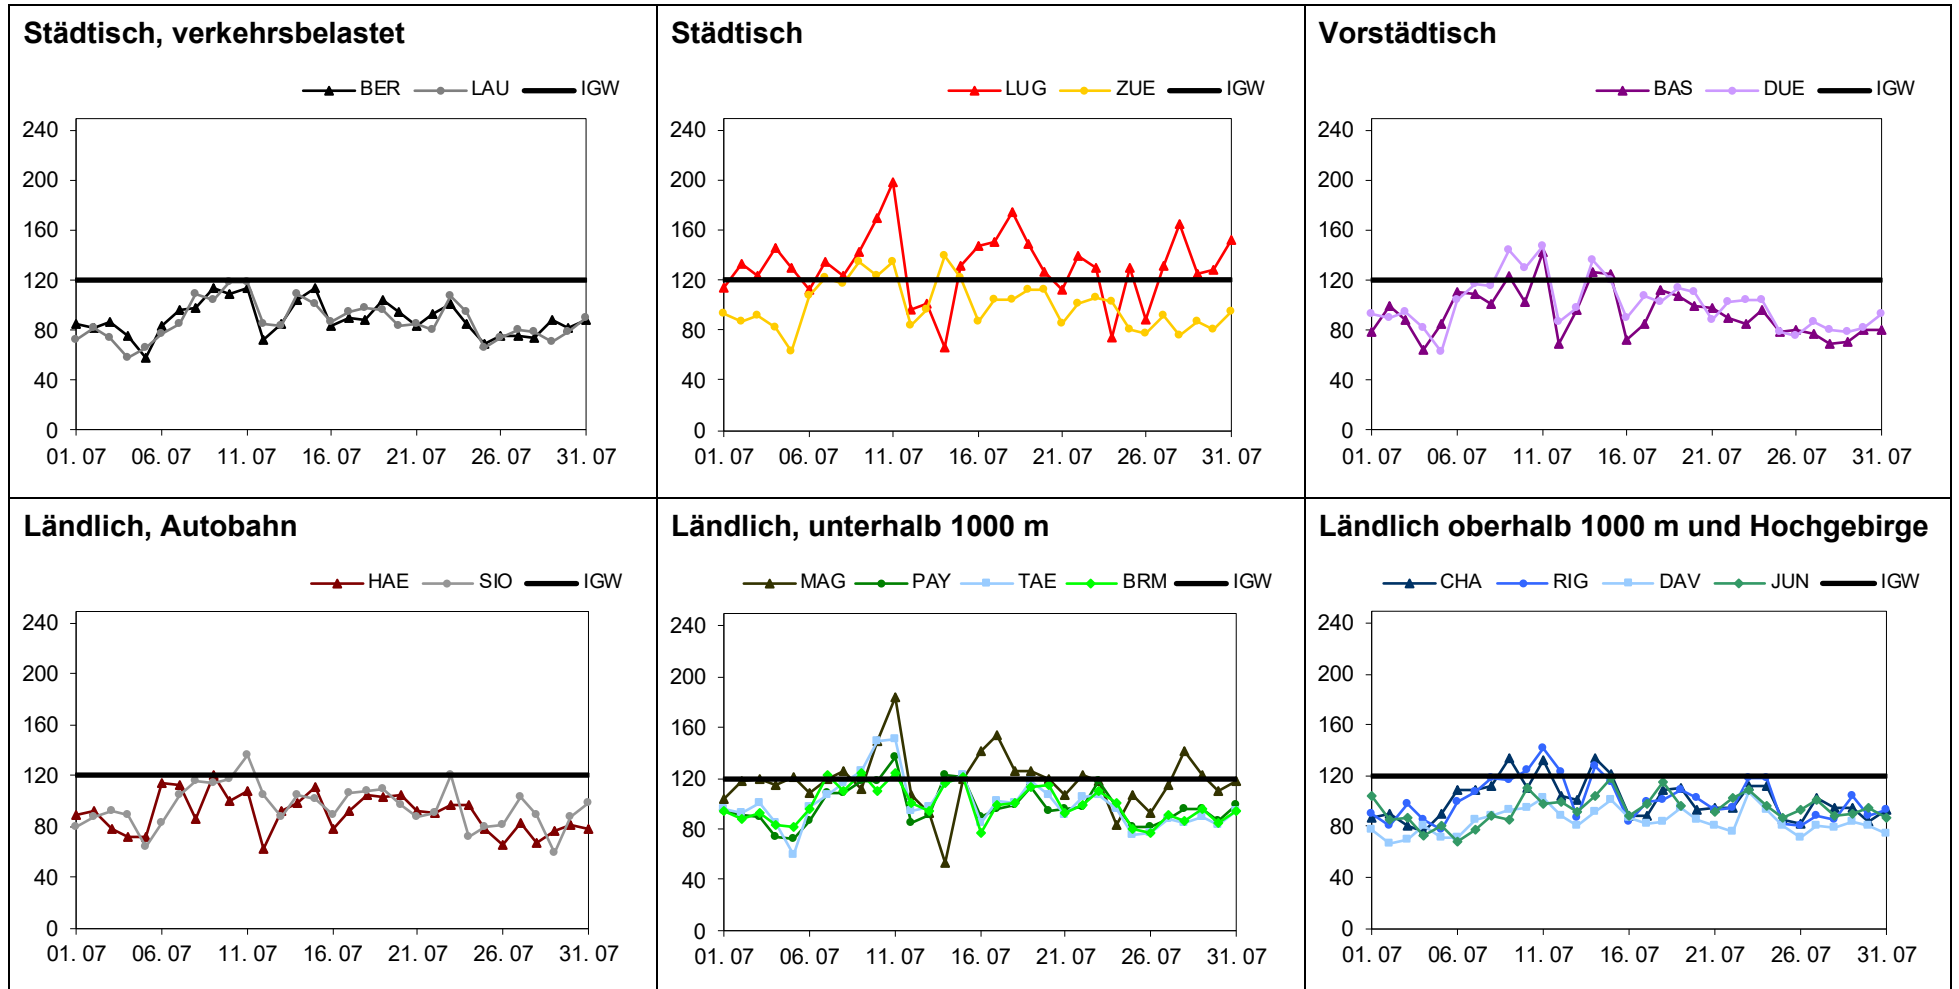 Städtisch, verkehrsbelastet
BER LAU IGW
240
200
160
120
80
40
0
01. 07 06. 07 11. 07 16. 07 21. 07 26. 07 31. 07
Städtisch
LUG ZUE IGW
240
200
160
120
80
40
0
01. 07 06. 07 11. 07 16. 07 21. 07 26. 07 31. 07
Vorstädtisch
BAS DUE IGW
240
200
160
120
80
40
0
01. 07 06. 07 11. 07 16. 07 21. 07 26. 07 31. 07
Ländlich, Autobahn
HAE SIO IGW
240
200
160
120
80
40
0
01. 07 06. 07 11. 07 16. 07 21. 07 26. 07 31. 07
Ländlich, unterhalb 1000 m
MAG PAY TAE BRM IGW
240
200
160
120
80
40
0
01. 07 06. 07 11. 07 16. 07 21. 07 26. 07 31. 07
Ländlich oberhalb 1000 m und Hochgebirge
CHA RIG DAV JUN IGW
240
200
160
120
80
40
0
01. 07 06. 07 11. 07 16. 07 21. 07 26. 07 31. 07